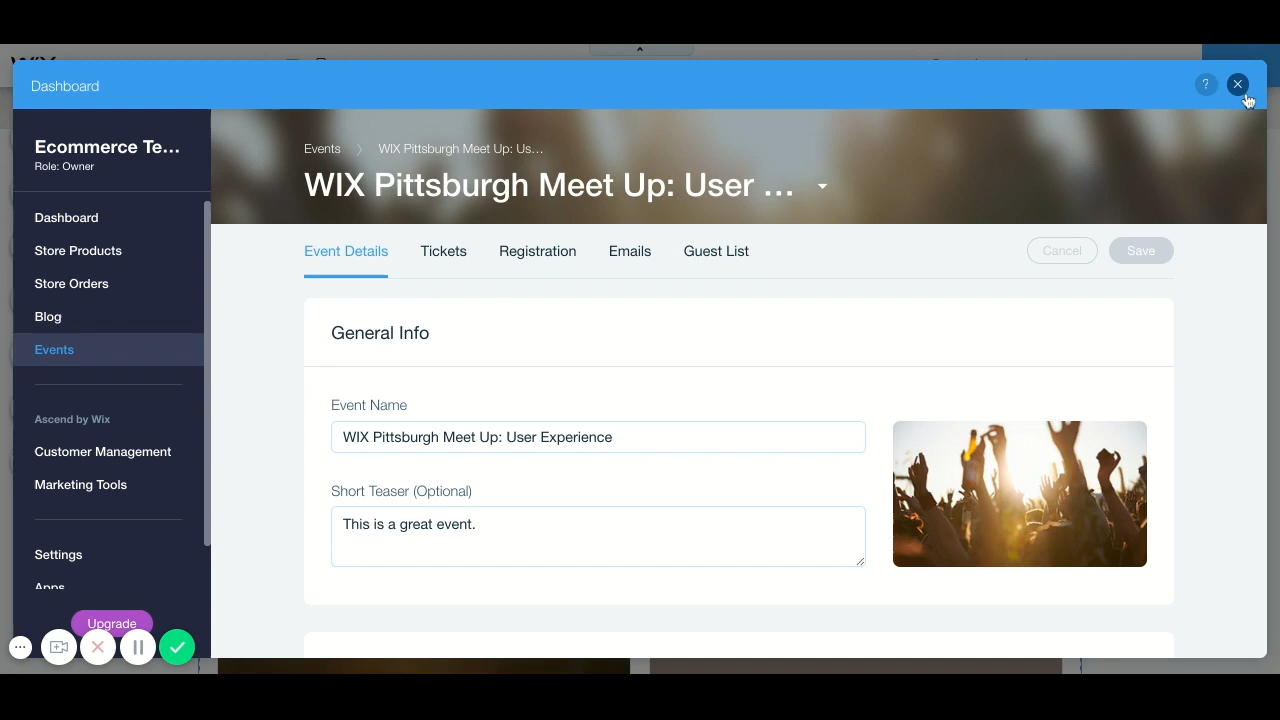 Dashboard
?
Ecommerce Te...
Role: Owner
Dashboard
Store Products
Store Orders
Blog
Events
Ascend by Wix
Customer Management
Marketing Tools
Settings
Apps
Upgrade
Events > WIX Pittsburgh Meet Up: Us...
WIX Pittsburgh Meet Up: User ...
Event Details Tickets Registration Emails Guest List Cancel Save
General Info
Event Name
WIX Pittsburgh Meet Up: User Experience
Short Teaser (Optional)
This is a great event.